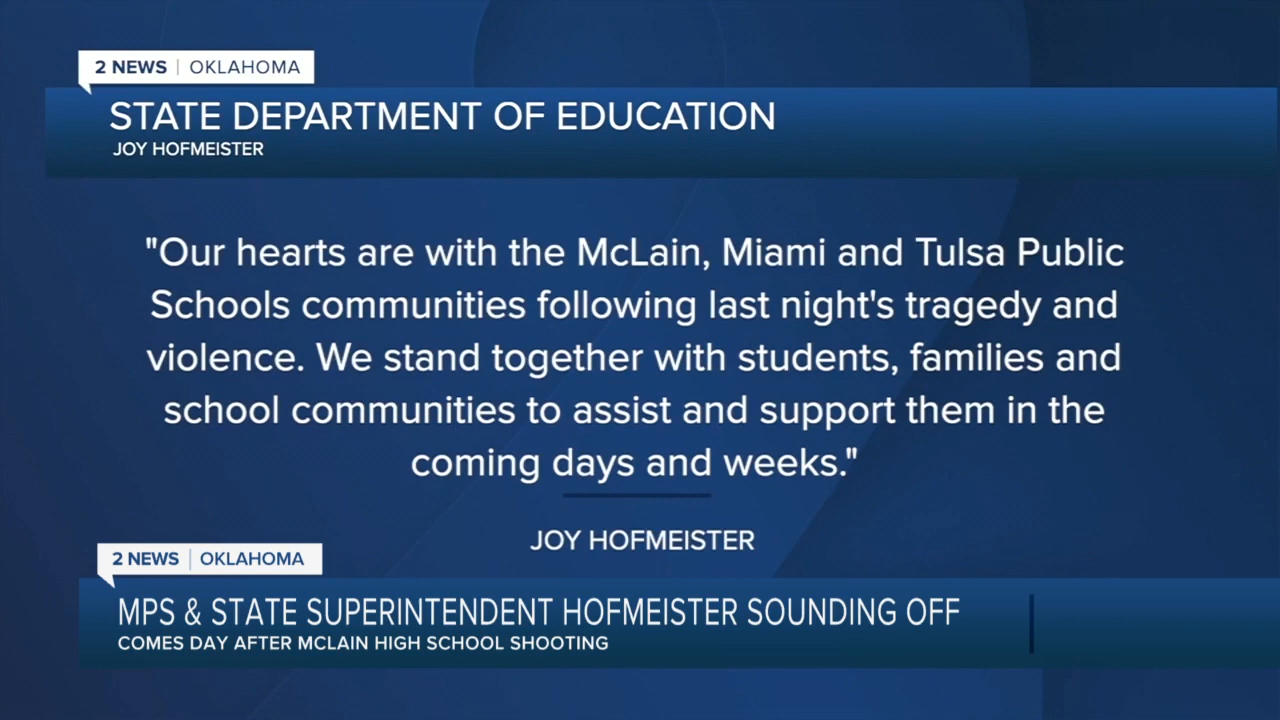 2 NEWS | OKLAHOMA
STATE DEPARTMENT OF EDUCATION
JOY HOFMEISTER
"Our hearts are with the McLain, Miami and Tulsa Public
Schools communities following last night's tragedy and
violence. We stand together with students, families and
school communities to assist and support them in the
coming days and weeks."
JOY HOFMEISTER
2 NEWS | OKLAHOMA
MPS & STATE SUPERINTENDENT HOFMEISTER SOUNDING OFF
COMES DAY AFTER MCLAIN HIGH SCHOOL SHOOTING